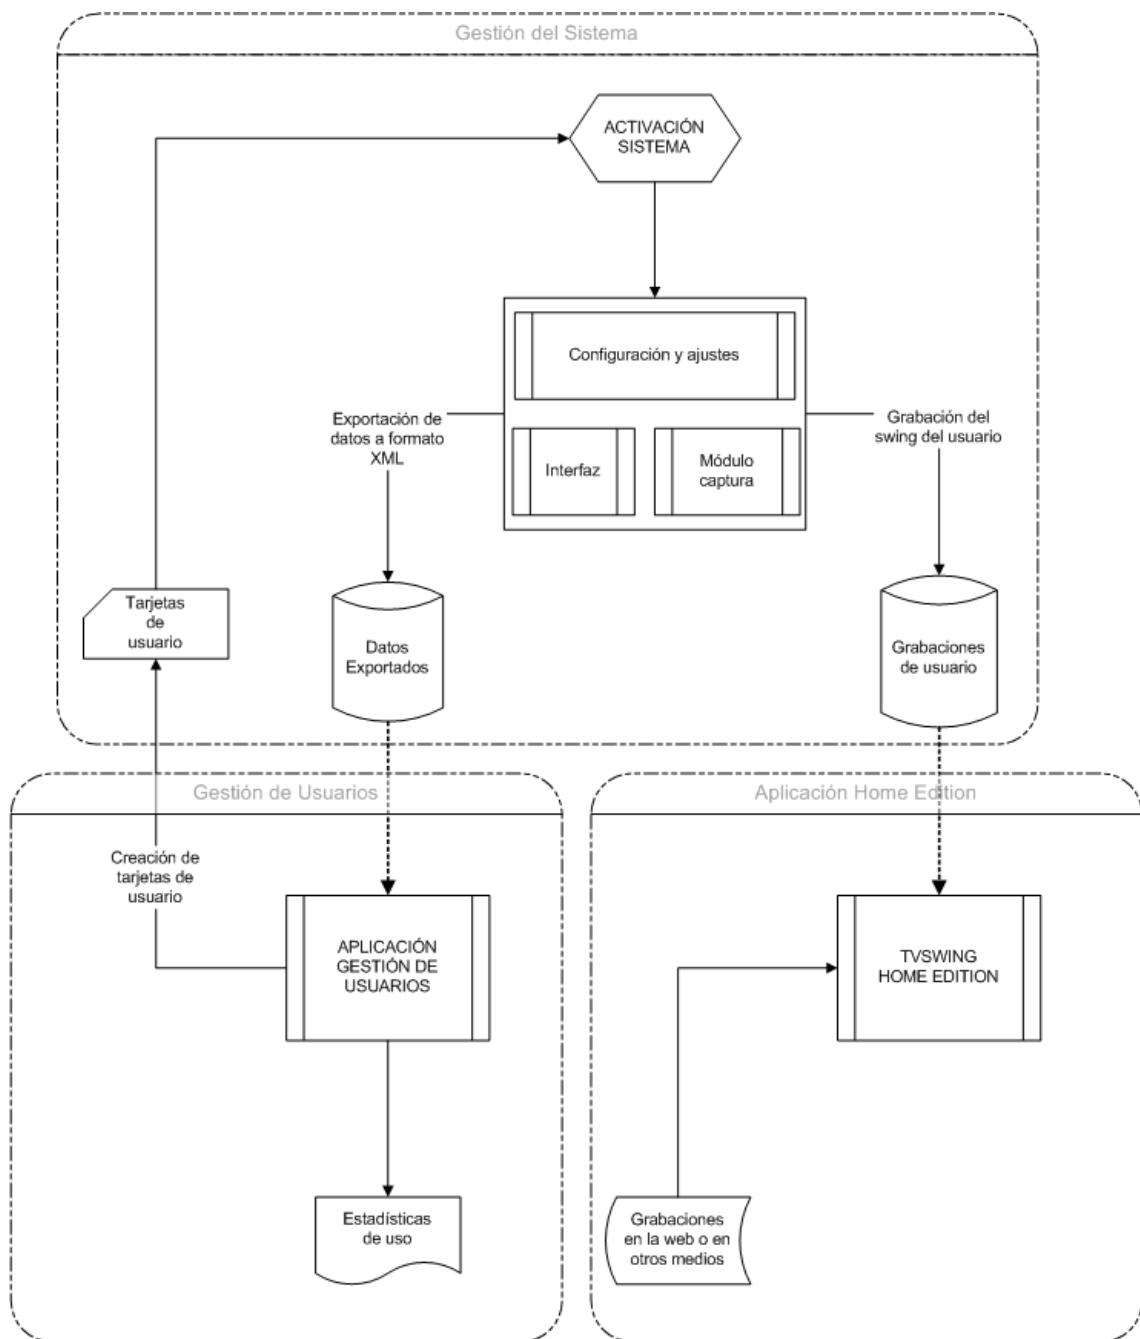 Gestión del Sistema
ACTIVACIÓN
SISTEMA
Configuración y ajustes
Exportación de
datos a formato
XML
Grabación del
swing del usuario
Interfaz
Módulo
captura
Tarjetas
de
usuario
Datos
Exportados
Grabaciones
de usuario
Gestión de Usuarios
Aplicación Home Edition
Creación de
tarjetas de
usuario
APLICACIÓN
GESTIÓN DE
USUARIOS
TVSWING
HOME EDITION
Estadísticas
de uso
Grabaciones
en la web o en
otros medios